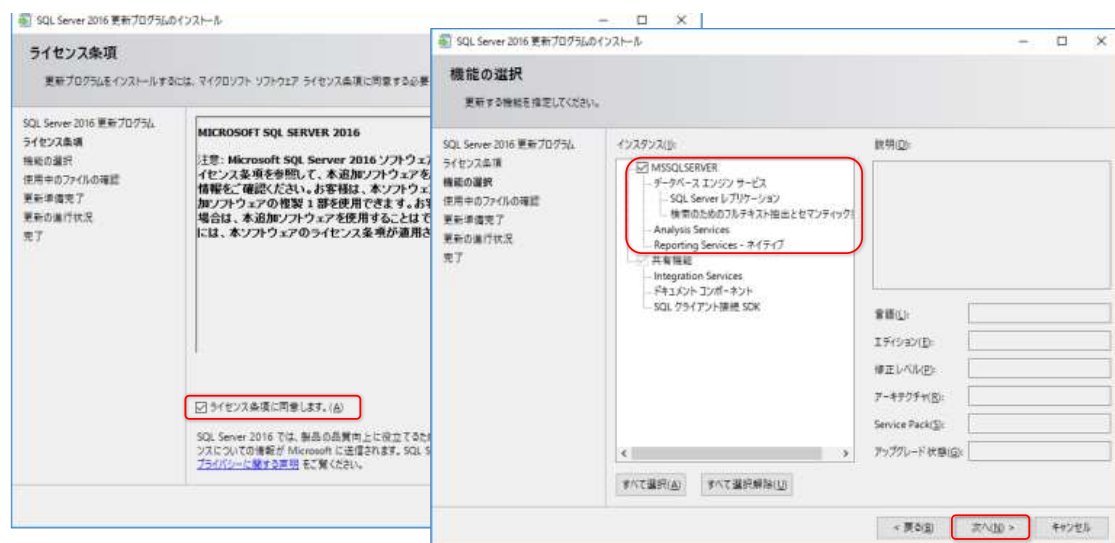 SQL Server 2016 更新プログラムのインストール
ライセンス条項
更新プログラムをインストールするには、マイクロソフト ソフトウェア ライセンス条項に同意する必要
SQL Server 2016 更新プログラム
ライセンス条項
機能の選択
使用中のファイルの確認
更新準備完了
更新の進行状況
完了
MICROSOFT SQL SERVER 2016
注意: Microsoft SQL Server 2016 ソフトウェ
イセンス条項を参照して、本追加ソフトウェアを
情報をご確認ください。お客様は、本ソフトウェ
加ソフトウェアの複製 1 部を使用できます。お
場合は、本追加ソフトウェアを使用することはで
には、本ソフトウェアのライセンス条項が適用さ
ライセンス条項に同意します。(A)
SQL Server 2016 では、製品の品質向上に役立てるた
ンスについての情報が Microsoft に送信されます。SQL S
プライバシーに関する声明 をご覧ください。
SQL Server 2016 更新プログラムのインストール
機能の選択
更新する機能を指定してください。
SQL Server 2016 更新プログラム
ライセンス条項
機能の選択
使用中のファイルの確認
更新準備完了
更新の進行状況
完了
インスタンス(I):
MSSQLSERVER
データベース エンジン サービス
SQL Server レプリケーション
検索のためのフルテキスト抽出とセマンティック
Analysis Services
Reporting Services - ネイティブ
共有機能
Integration Services
ドキュメント コンポーネント
SQL クライアント接続 SDK
すべて選択(A)
すべて選択解除(U)
説明(D):
言語(L):
エディション(E):
修正レベル(P):
アーキテクチャ(R):
Service Pack(S):
アップグレード状態(G):
< 戻る(B)
次へ(N) >
キャンセル